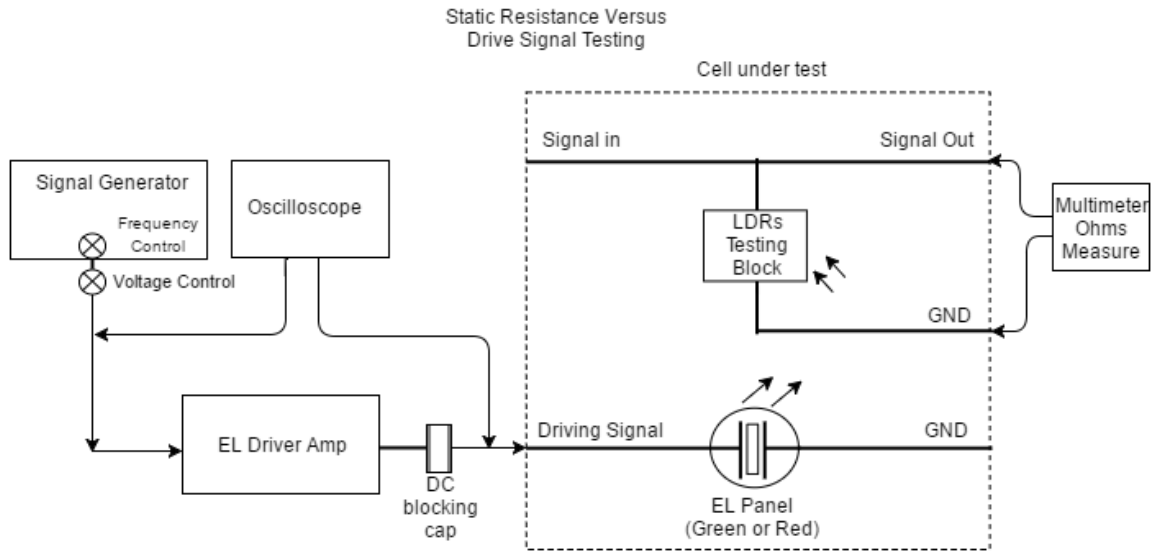 Static Resistance Versus
Drive Signal Testing
Cell under test
Signal in
Signal Out
Signal Generator
Frequency
Control
Voltage Control
Oscilloscope
LDRs
Testing
Block
Multimeter
Ohms
Measure
GND
EL Driver Amp
DC
blocking
cap
Driving Signal
GND
EL Panel
(Green or Red)